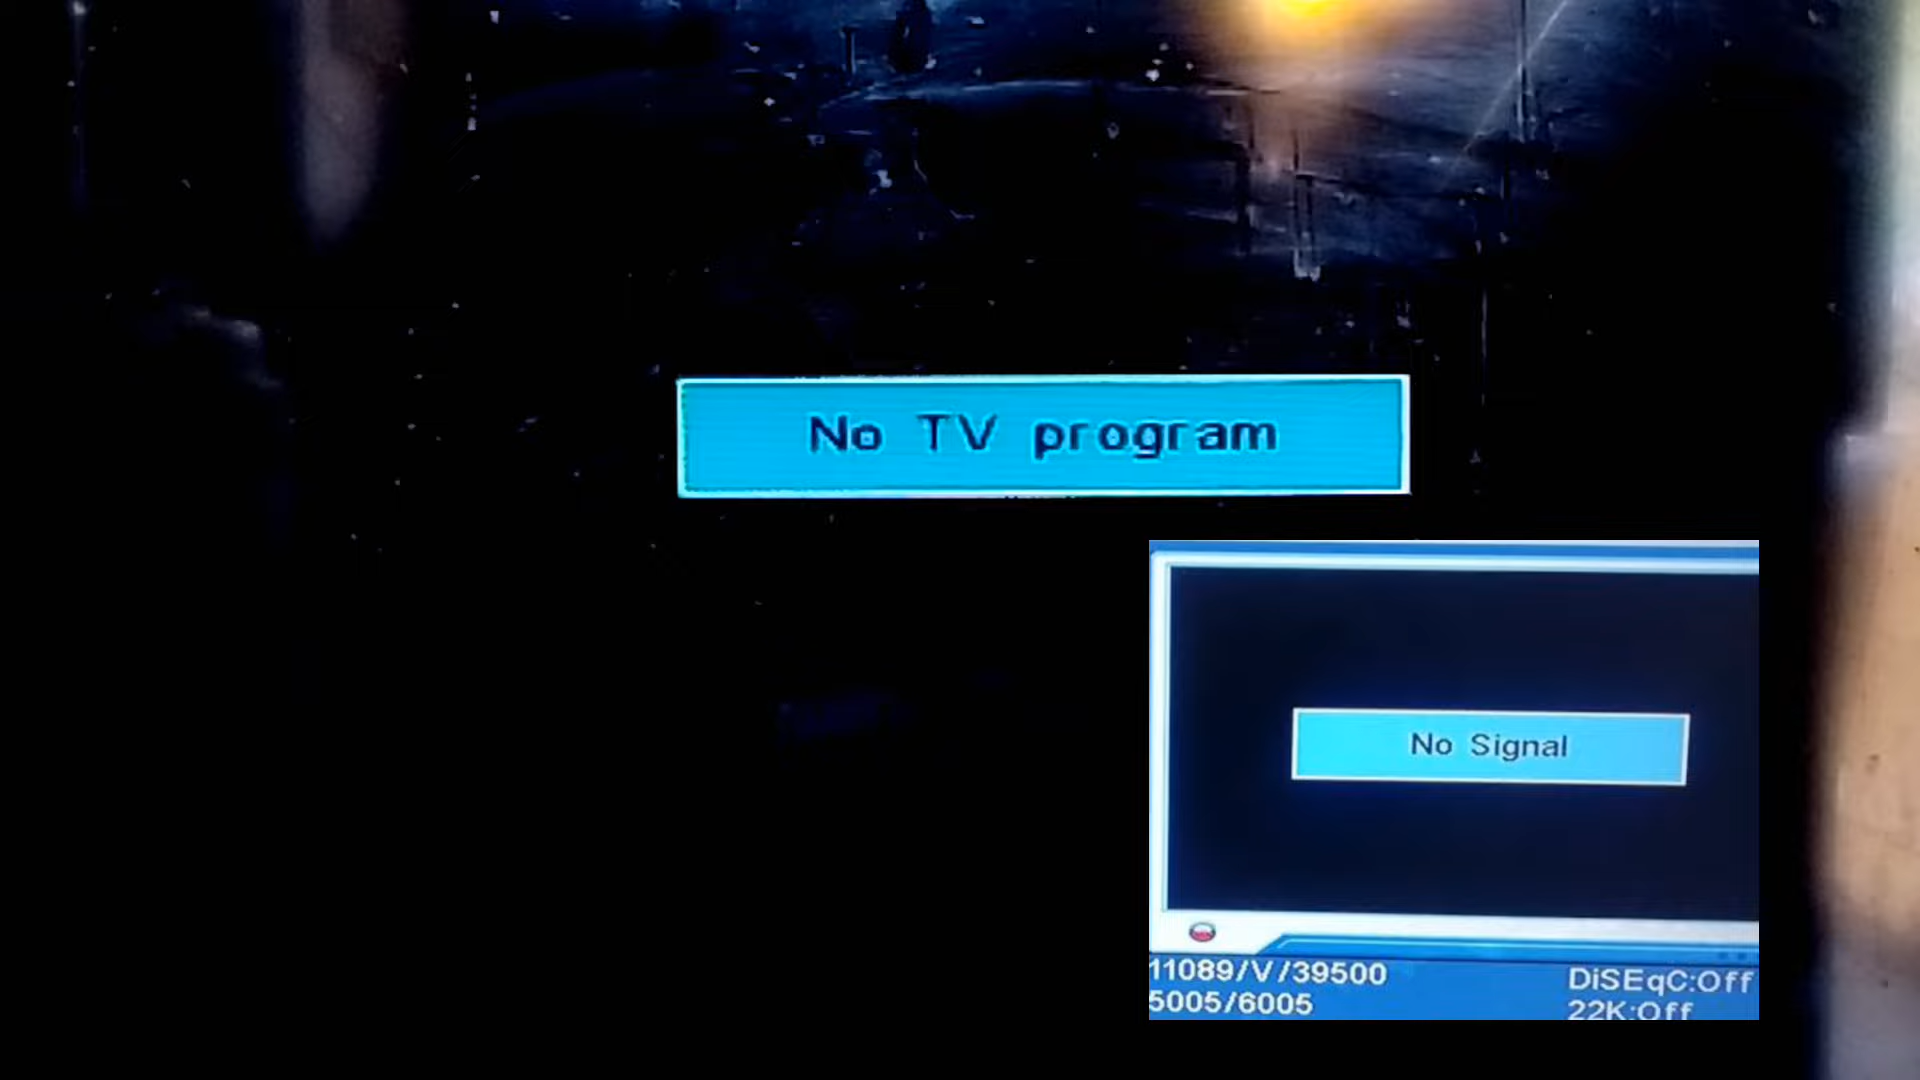 No TV program
No Signal
11089/V/39500
DiSEqC:Off
5005/6005
22K:Off